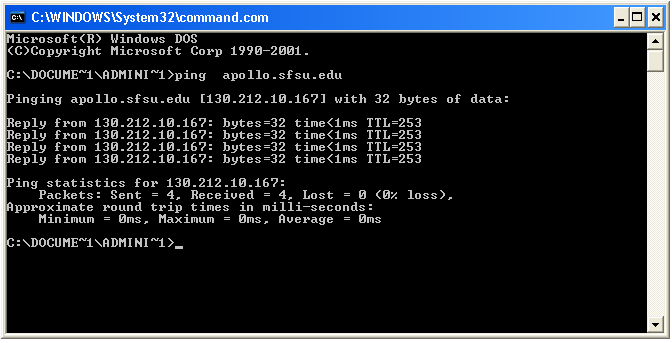 C:\WINDOWS\System32\command.com
Microsoft(R) Windows DOS
(C)Copyright Microsoft Corp 1990-2001.
C:\DOCUME~1\ADMINI~1>ping  apollo.sfsu.edu
Pinging apollo.sfsu.edu [130.212.10.167] with 32 bytes of data:
Reply from 130.212.10.167: bytes=32 time<1ms TTL=253
Reply from 130.212.10.167: bytes=32 time<1ms TTL=253
Reply from 130.212.10.167: bytes=32 time<1ms TTL=253
Reply from 130.212.10.167: bytes=32 time<1ms TTL=253
Ping statistics for 130.212.10.167:
    Packets: Sent = 4, Received = 4, Lost = 0 (0% loss),
Approximate round trip times in milli-seconds:
    Minimum = 0ms, Maximum = 0ms, Average = 0ms
C:\DOCUME~1\ADMINI~1>_